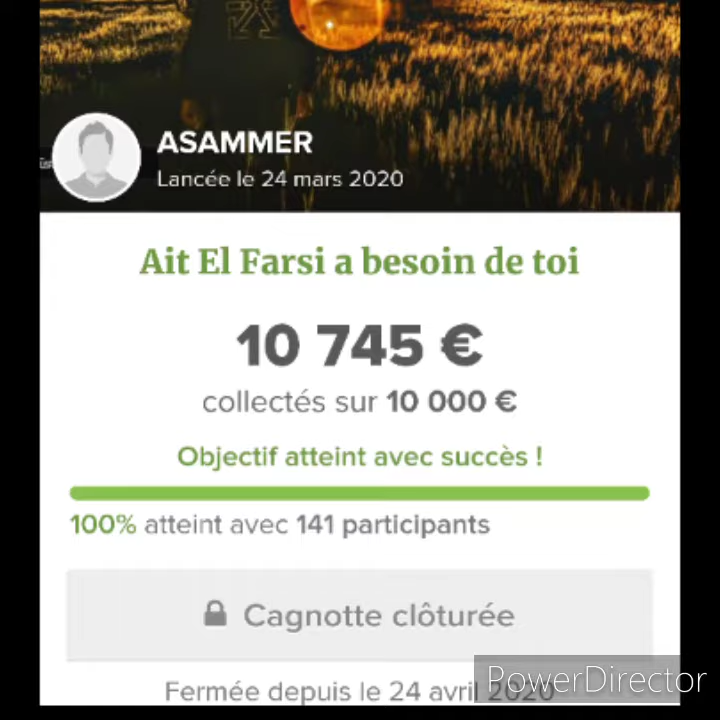 ASAMMER
Lancée le 24 mars 2020
Ait El Farsi a besoin de toi
10 745 €
collectés sur 10 000 €
Objectif atteint avec succès !
100% atteint avec 141 participants
Cagnotte clôturée
Fermée depuis le 24 avril 2020
PowerDirector